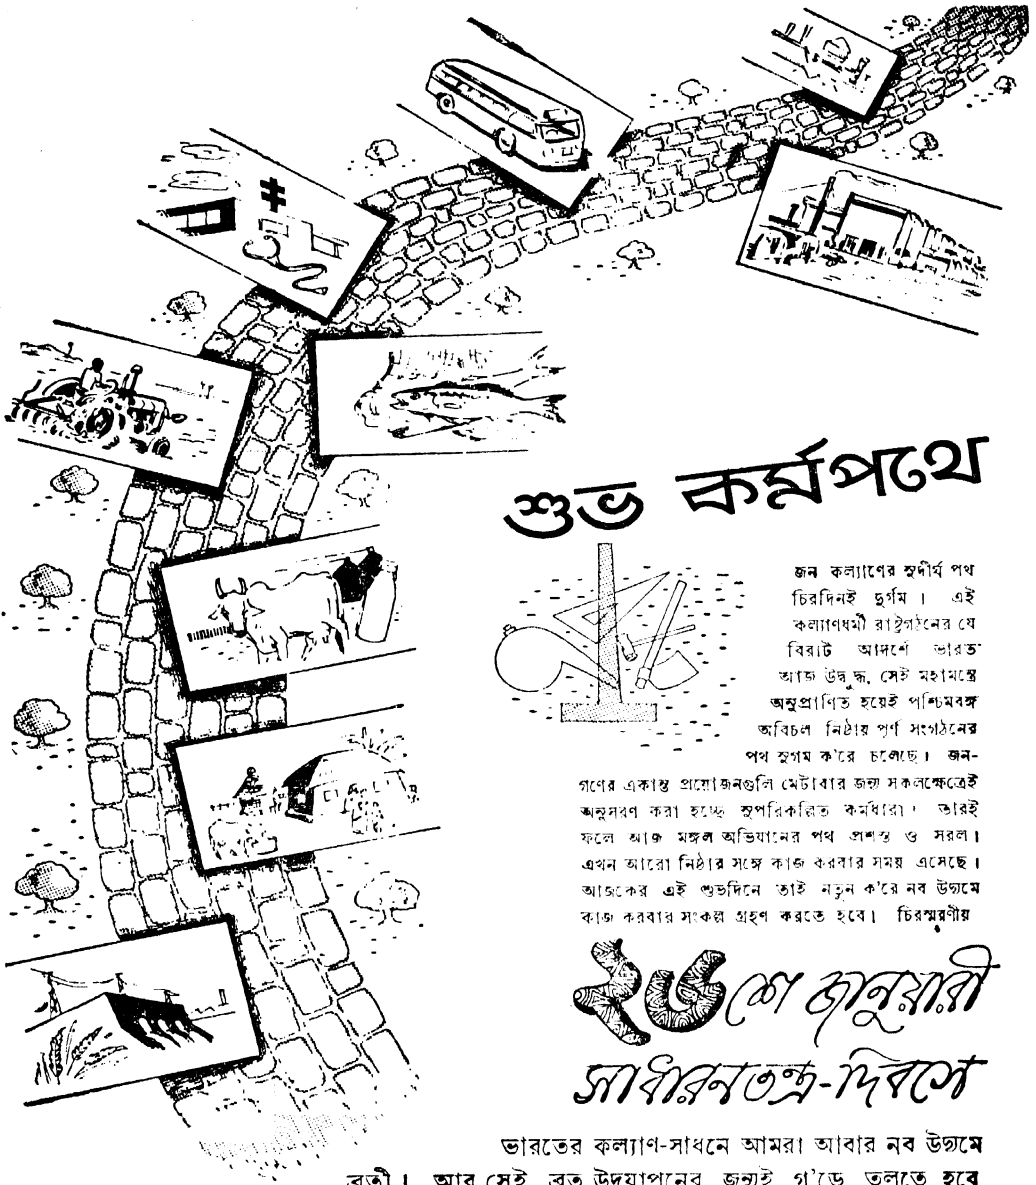 শুভ কর্মপথে
জন কল্যাণের সুদীর্ঘ পথ
চিরদিনই দুর্গম । এই
কল্যাণধর্মী রাষ্ট্রগঠনের যে
বিরাট আদর্শে ভারত
আজ উদ্বুদ্ধ, সেই মহামন্ত্রে
অনুপ্রাণিত হয়েই পশ্চিমবঙ্গ
অবিচল নিষ্ঠায় পূর্ণ সংগঠনের
পথ সুগম ক'রে চলেছে । জন-
গণের একান্ত প্রয়োজনগুলি মেটাবার জন্য সকলক্ষেত্রেই
অনুসরণ করা হচ্ছে সুপরিকল্পিত কর্মধারা । তারই
ফলে আজ মঙ্গল অভিযানের পথ প্রশস্ত ও সরল ।
এখন আরো নিষ্ঠার সঙ্গে কাজ করবার সময় এসেছে ।
আজকের এই শুভদিনে তাই নতুন ক'রে নব উদ্যমে
কাজ করবার সংকল্প গ্রহণ করতে হবে । চিরস্মরণীয়
২৬শে জানুয়ারী
সাধারনতন্ত্র-দিবসে
ভারতের কল্যাণ-সাধনে আমরা আবার নব উদ্যমে
ব্রতী । আর সেই ব্রত উদযাপনের জন্যই গ'ড়ে তুলতে হবে